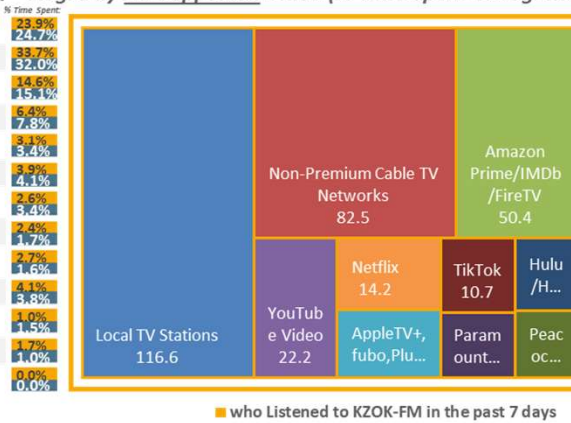 % Time Spent:
23.9%
24.7%
33.7%
32.0%
14.6%
15.1%
6.4%
7.8%
3.1%
3.4%
3.9%
4.1%
2.6%
3.4%
2.4%
1.7%
2.7%
1.6%
4.1%
3.8%
1.0%
1.5%
1.7%
1.0%
0.0%
0.0%
Local TV Stations
116.6
Non-Premium Cable TV
Networks
82.5
Amazon
Prime/IMDb
/FireTV
50.4
YouTub
e Video
22.2
Netflix
14.2
AppleTV+,
fubo,Plu...
TikTok
10.7
Param
ount...
Hulu
/H...
Peac
oc...
who Listened to KZOK-FM in the past 7 days